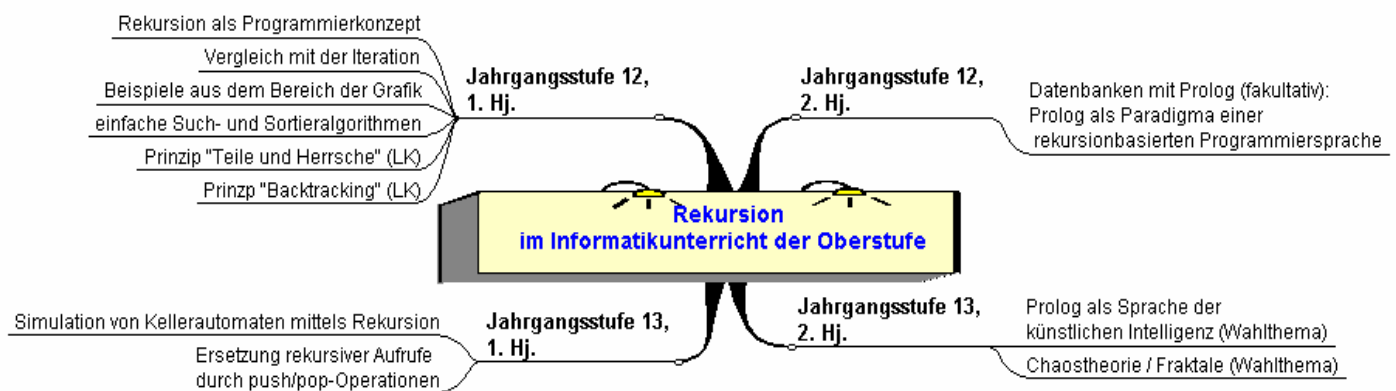 Rekursion als Programmierkonzept
Vergleich mit der Iteration
Beispiele aus dem Bereich der Grafik
einfache Such- und Sortieralgorithmen
Prinzip "Teile und Herrsche" (LK)
Prinzp "Backtracking" (LK)
Jahrgangsstufe 12,
1. Hj.
Jahrgangsstufe 12,
2. Hj.
Datenbanken mit Prolog (fakultativ):
Prolog als Paradigma einer
rekursionbasierten Programmiersprache
Rekursion
im Informatikunterricht der Oberstufe
Simulation von Kellerautomaten mittels Rekursion
Ersetzung rekursiver Aufrufe
durch push/pop-Operationen
Jahrgangsstufe 13,
1. Hj.
Jahrgangsstufe 13,
2. Hj.
Prolog als Sprache der
künstlichen Intelligenz (Wahlthema)
Chaostheorie / Fraktale (Wahlthema)